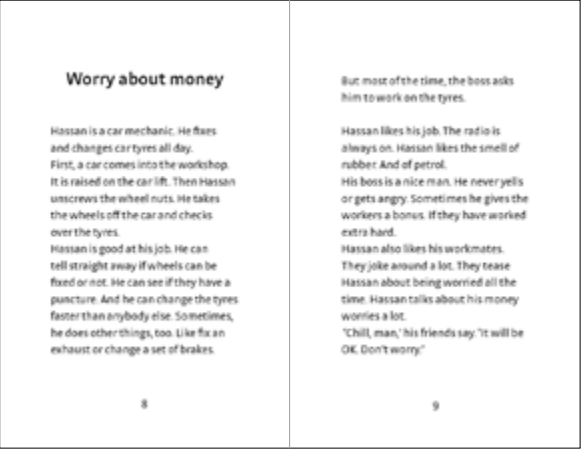 Worry about money
Hassan is a car mechanic. He fixes
and changes car tyres all day.
First, a car comes into the workshop.
It is raised on the car lift. Then Hassan
unscrews the wheel nuts. He takes
the wheels off the car and checks
over the tyres.
Hassan is good at his job. He can
tell straight away if wheels can be
fixed or not. He can see if they have a
puncture. And he can change the tyres
faster than anybody else. Sometimes,
he does other things, too. Like fix an
exhaust or change a set of brakes.
8
But most of the time, the boss asks
him to work on the tyres.
Hassan likes his job. The radio is
always on. Hassan likes the smell of
rubber. And of petrol.
His boss is a nice man. He never yells
or gets angry. Sometimes he gives the
workers a bonus. If they have worked
extra hard.
Hassan also likes his workmates.
They joke around a lot. They tease
Hassan about being worried all the
time. Hassan talks about his money
worries a lot.
'Chill, man,' his friends say. 'It will be
OK. Don't worry.'
9